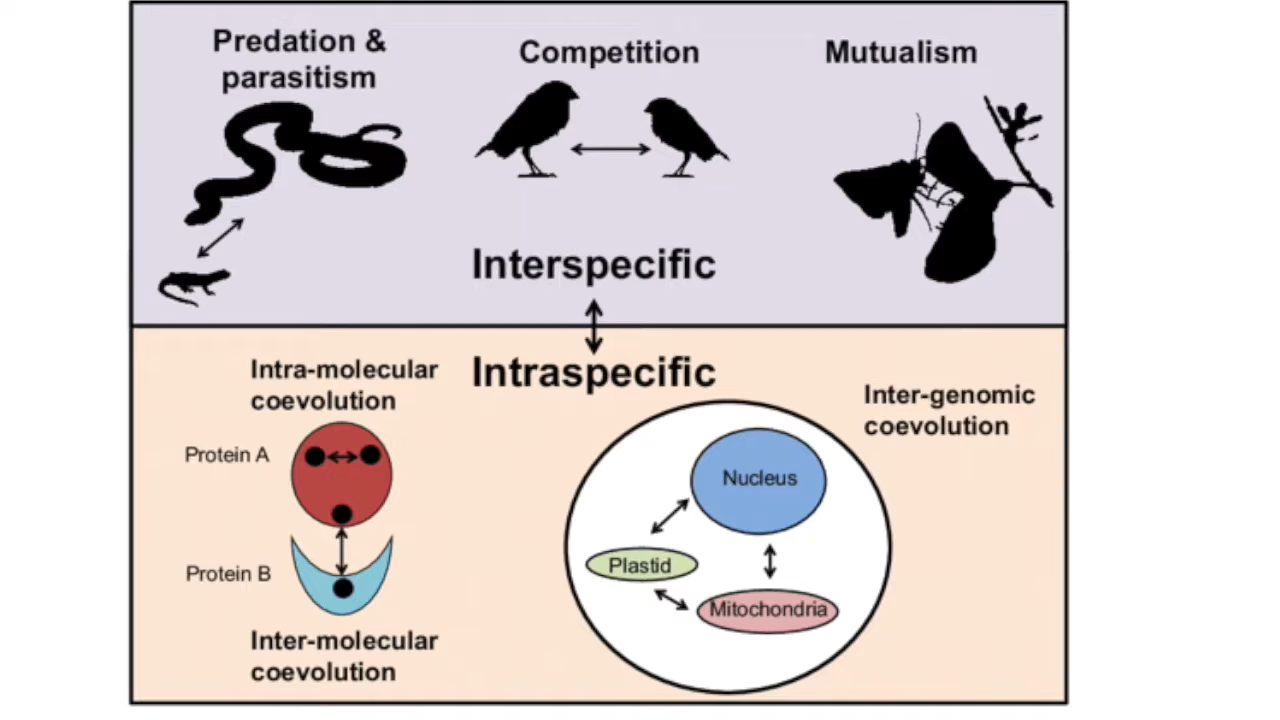 Predation &
parasitism
Competition
Mutualism
Interspecific
Intraspecific
Intra-molecular
coevolution
Protein A
Protein B
Inter-molecular
coevolution
Inter-genomic
coevolution
Nucleus
Plastid
Mitochondria